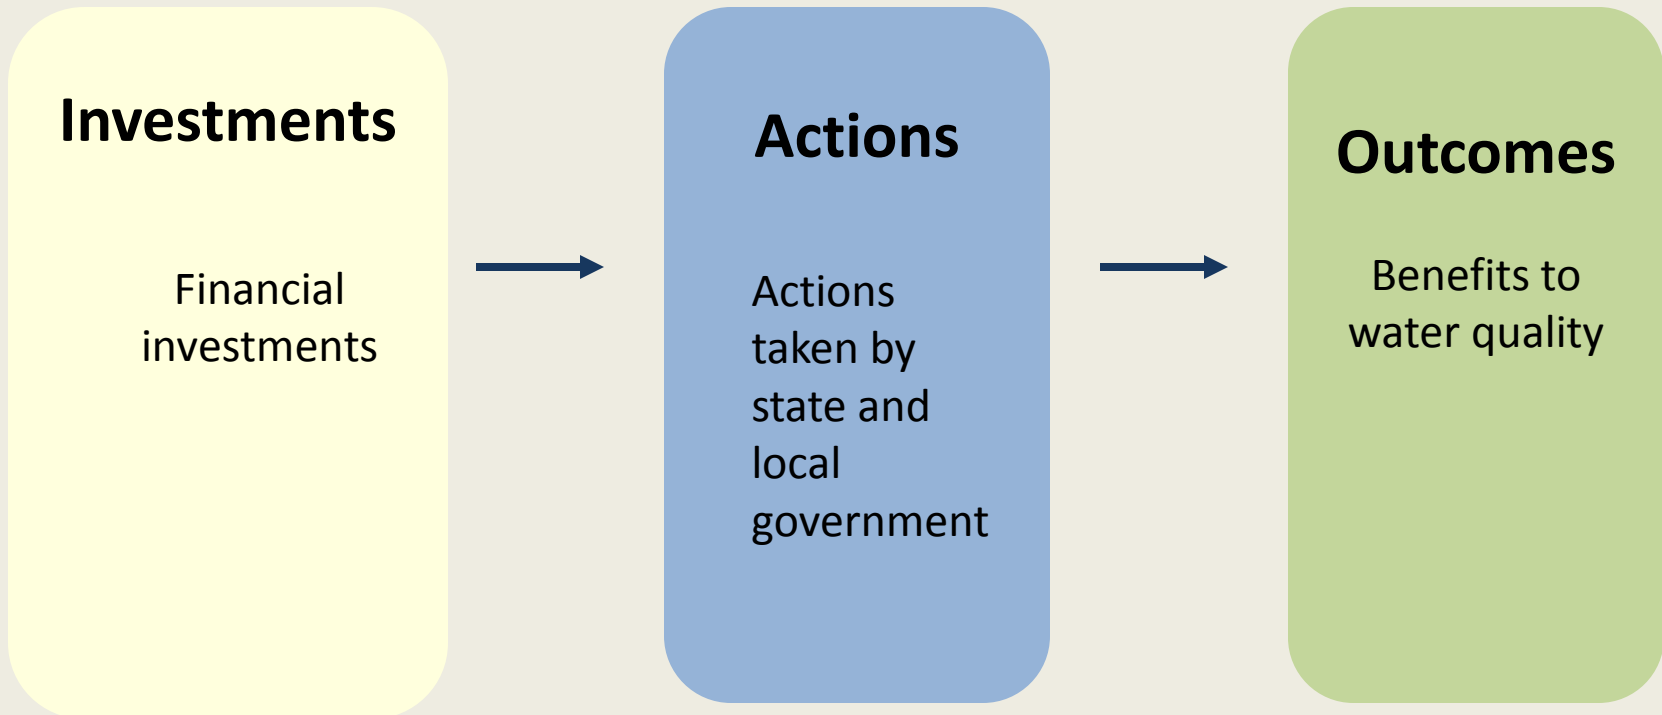 Investments
Financial
investments
Actions
Actions
taken by
state and
local
government
Outcomes
Benefits to
water quality